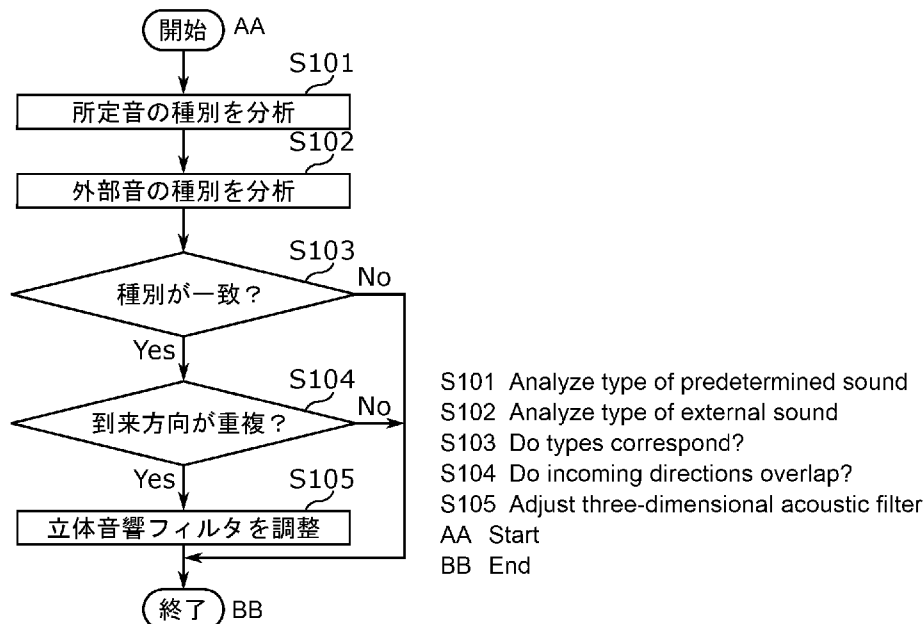 開始 AA
S101
所定音の種別を分析
S102
外部音の種別を分析
S103
種別が一致？
No
Yes
S104
到来方向が重複？
No
Yes
S105
立体音響フィルタを調整
終了 BB
S101 Analyze type of predetermined sound
S102 Analyze type of external sound
S103 Do types correspond?
S104 Do incoming directions overlap?
S105 Adjust three-dimensional acoustic filter
AA Start
BB End